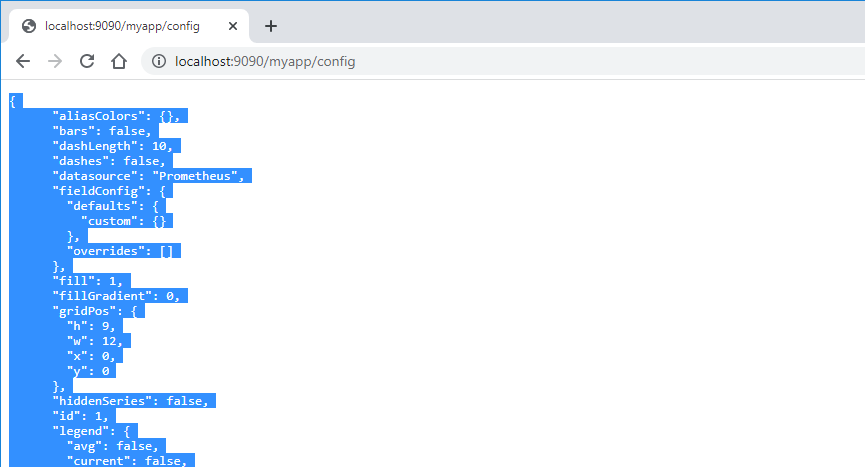 localhost:9090/myapp/config
localhost:9090/myapp/config
{
      "aliasColors": {},
      "bars": false,
      "dashLength": 10,
      "dashes": false,
      "datasource": "Prometheus",
      "fieldConfig": {
        "defaults": {
          "custom": {}
        },
        "overrides": []
      },
      "fill": 1,
      "fillGradient": 0,
      "gridPos": {
        "h": 9,
        "w": 12,
        "x": 0,
        "y": 0
      },
      "hiddenSeries": false,
      "id": 1,
      "legend": {
        "avg": false,
        "current": false,